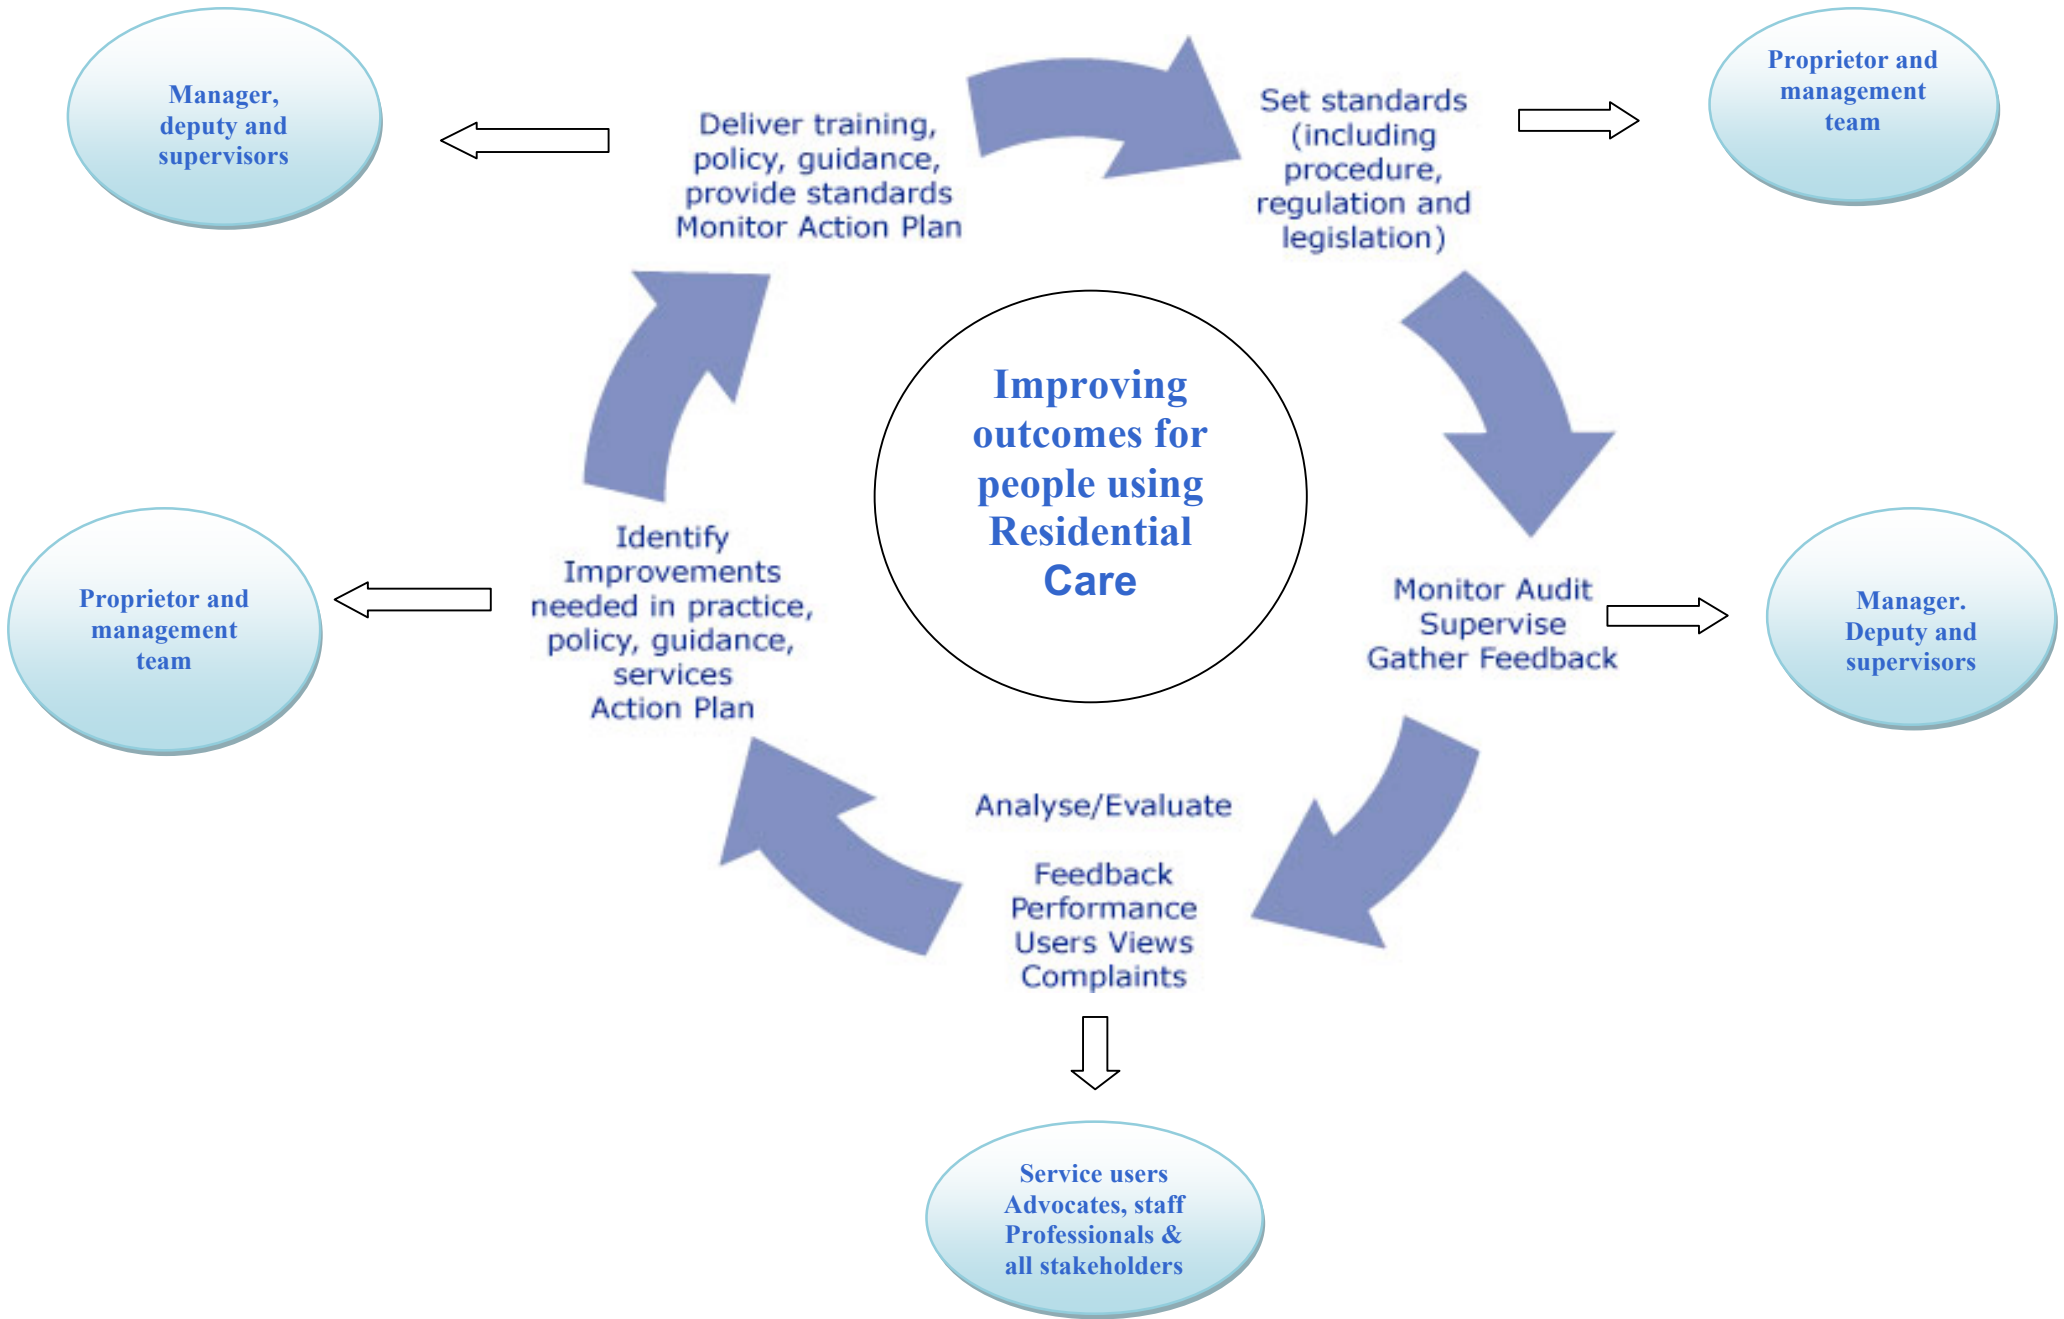 Manager,
deputy and
supervisors
Deliver training,
policy, guidance,
provide standards
Monitor Action Plan
Set standards
(including
procedure,
regulation and
legislation)
Proprietor and
management
team
Improving
outcomes for
people using
Residential
Care
Proprietor and
management
team
Identify
Improvements
needed in practice,
policy, guidance,
services
Action Plan
Monitor Audit
Supervise
Gather Feedback
Manager.
Deputy and
supervisors
Analyse/Evaluate
Feedback
Performance
Users Views
Complaints
Service users
Advocates, staff
Professionals &
all stakeholders